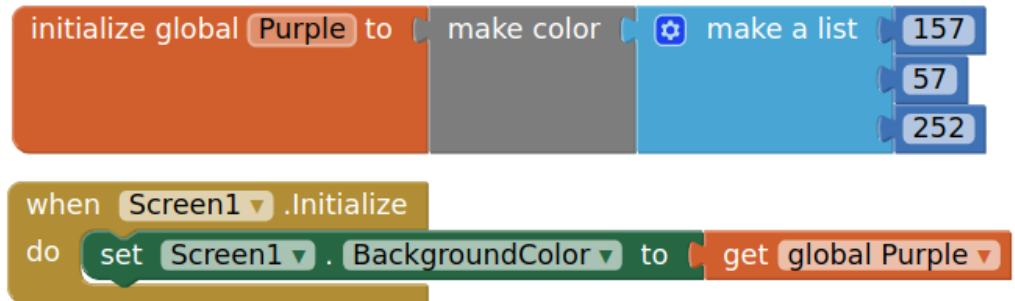 initialize global Purple to make color make a list 157
57
252
when Screen1 .Initialize
do set Screen1 . BackgroundColor to get global Purple